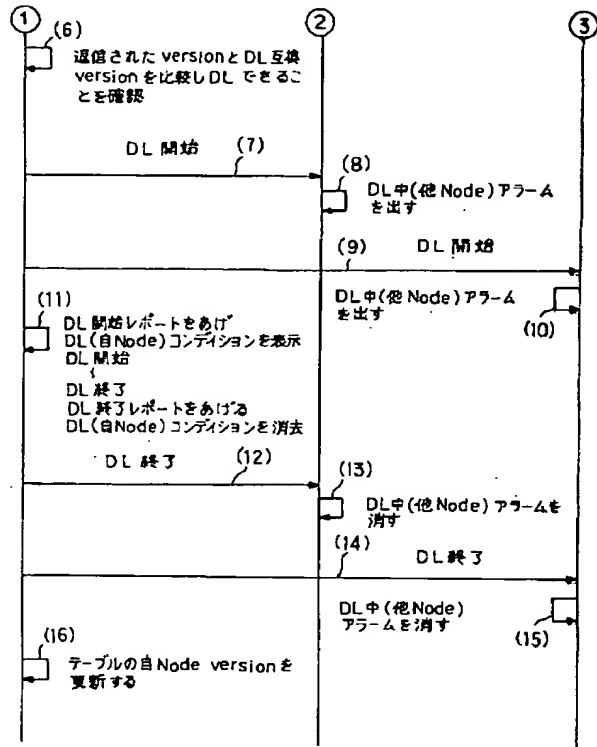 ① ② ③
(6)
返信された versionとDL互換
versionを比較しDLできるこ
とを確認
DL 開始 (7)
(8)
DL中(他Node)アラーム
を出す
(9) DL 開始
DL中(他Node)アラーム
を出す
(10)
(11)
DL開始レポートをあげ
DL(自Node)コンディションを表示
DL 開始
〜
DL 終了
DL終了レポートをあげる
DL(自Node)コンディションを消去
DL 終了 (12)
(13)
DL中(他Node)アラームを
消す
(14)
DL終了
DL中(他Node)
アラームを消す
(15)
(16)
テーブルの自Node versionを
更新する